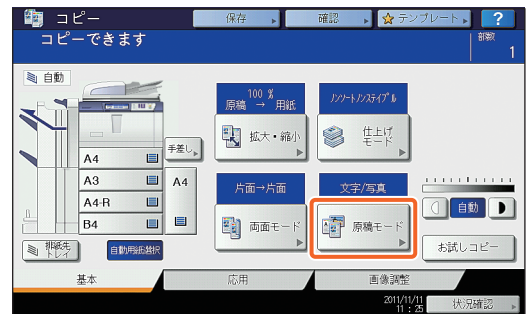 コピー
保存
確認
テンプレート
?
コピーできます
部数
1
自動
100 %
原稿 → 用紙
ノンソート/ノンステイプル
拡大・縮小
仕上げ
モード
手差し
A4
A3
A4-R
B4
A4
片面→片面
文字/写真
両面モード
原稿モード
自動
排紙先
トレイ
自動用紙選択
お試しコピー
基本
応用
画像調整
2011/11/11
11 : 25
状況確認